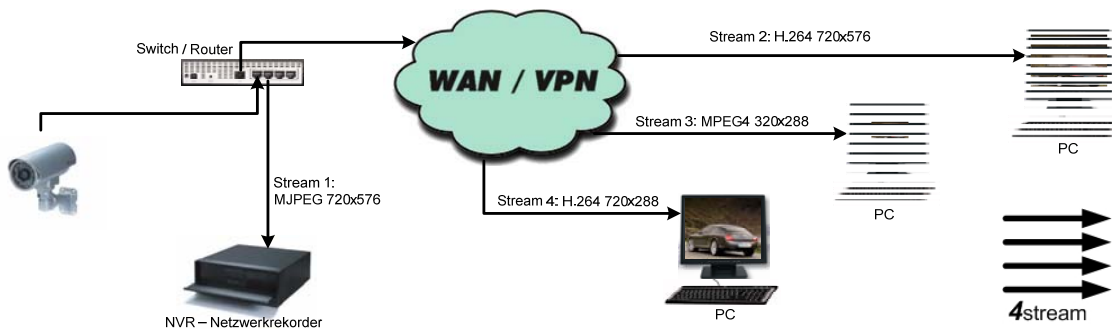 Switch / Router
WAN / VPN
Stream 2: H.264 720x576
PC
Stream 3: MPEG4 320x288
PC
Stream 1:
MJPEG 720x576
Stream 4: H.264 720x288
PC
NVR – Netzwerkrekorder
4stream